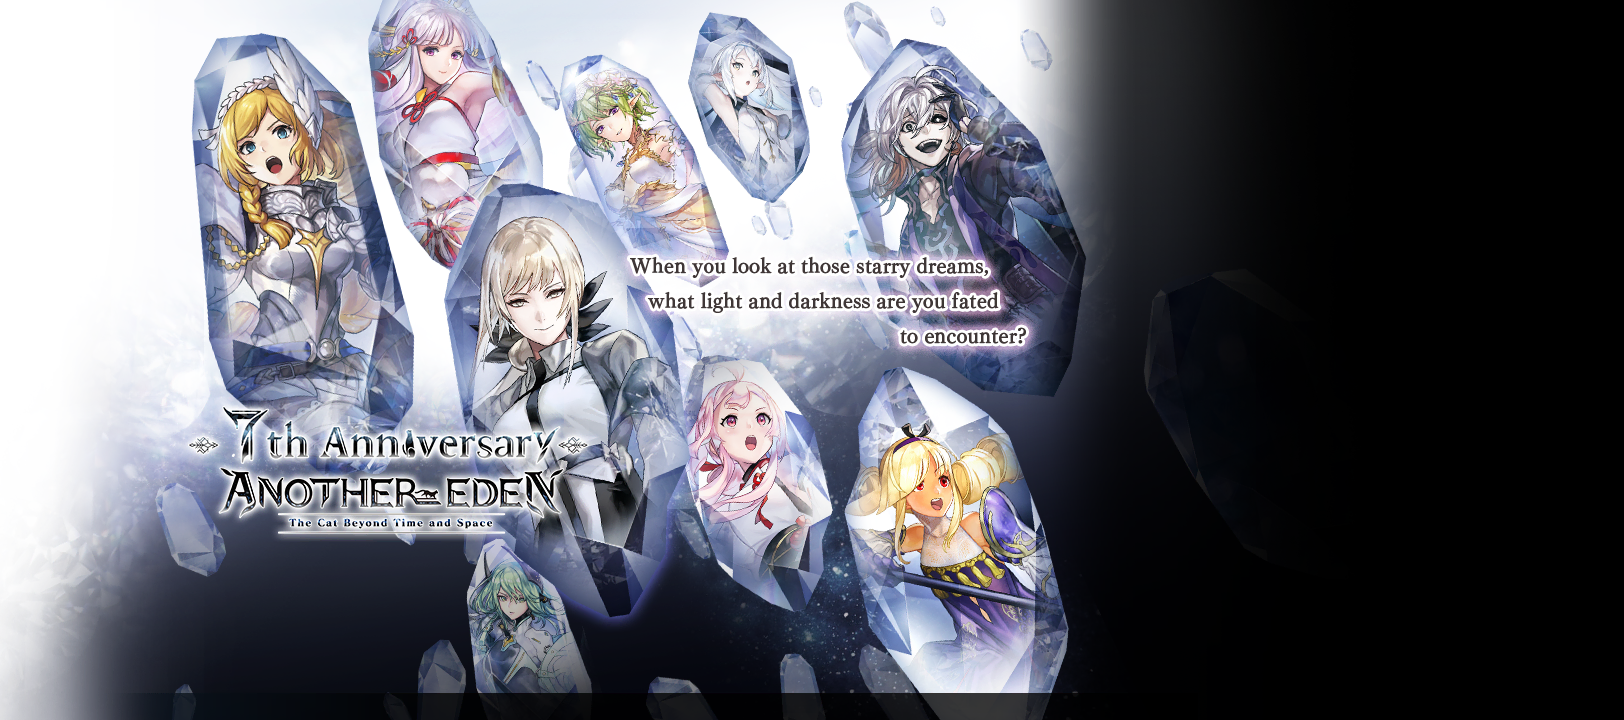 When you look at those starry dreams,
what light and darkness are you fated
to encounter?
7th Anniversary
ANOTHER EDEN
The Cat Beyond Time and Space